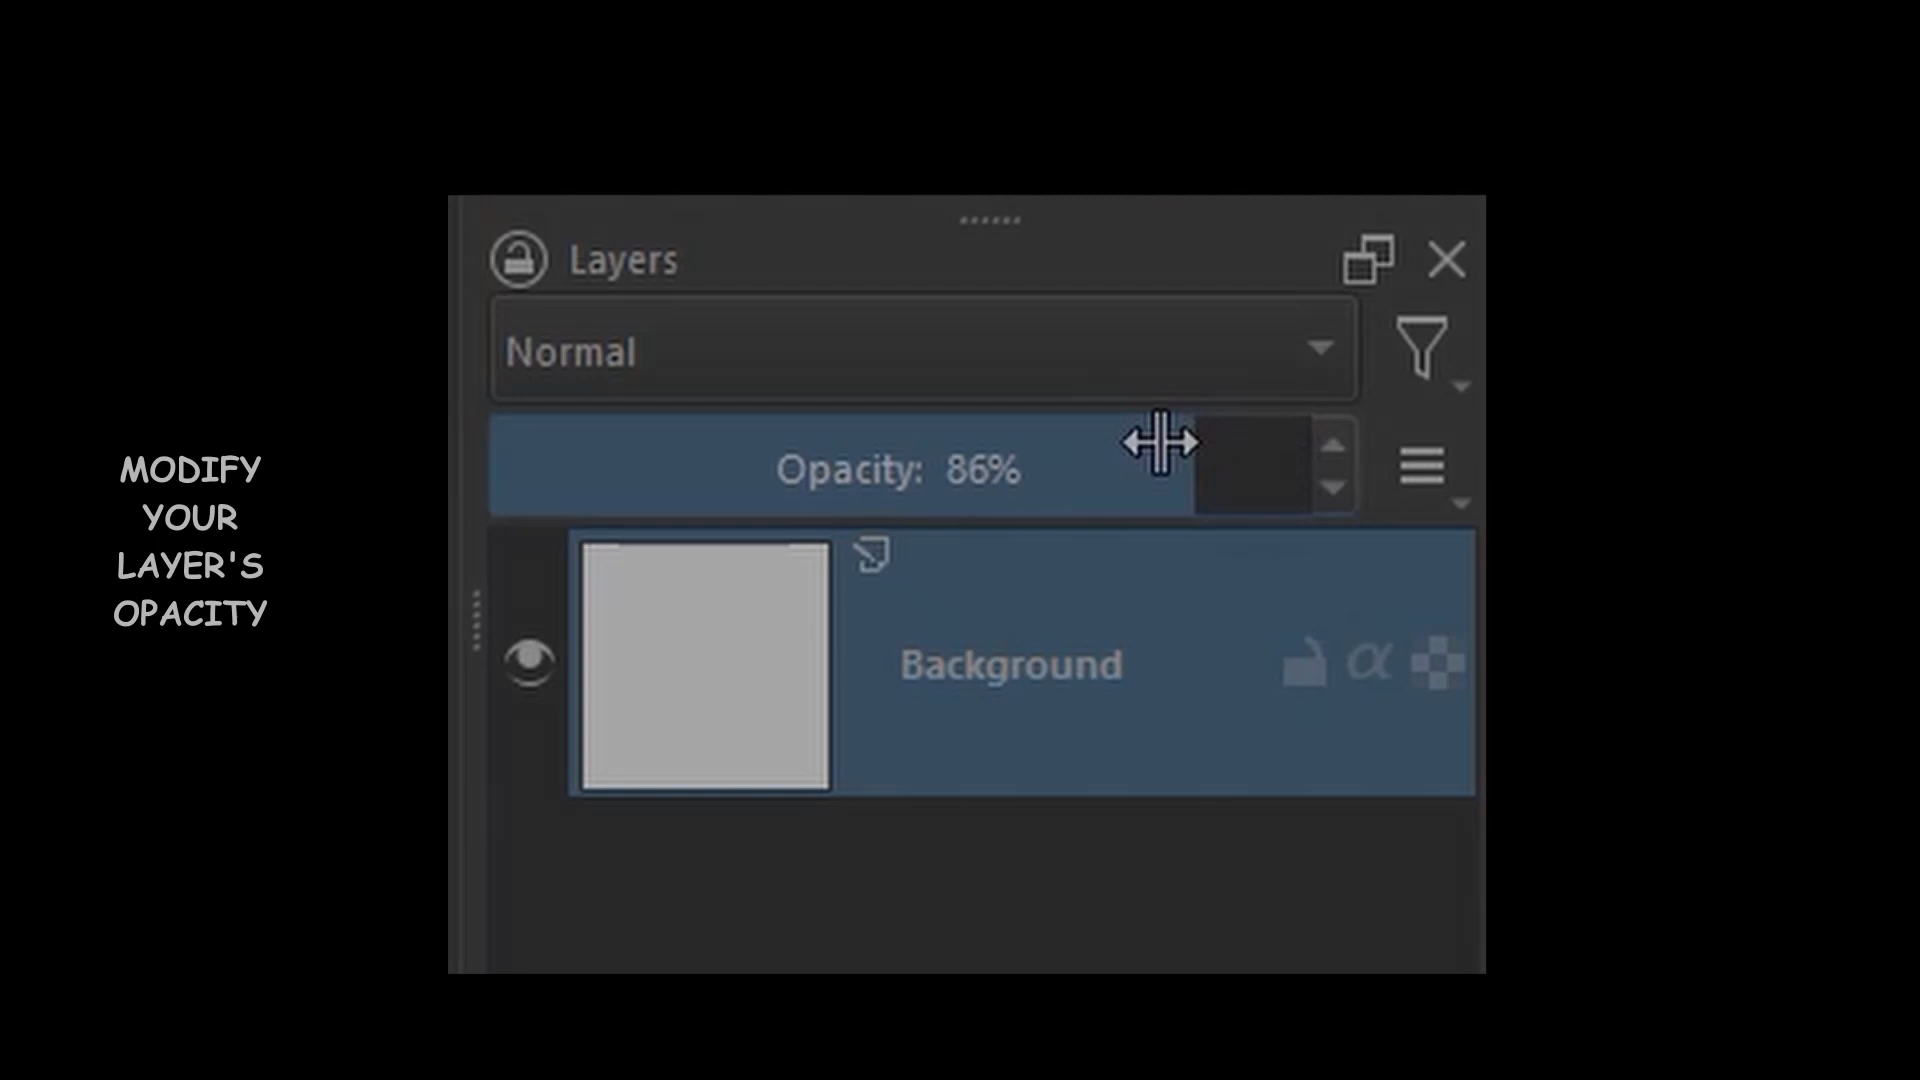 Layers
Normal
Opacity: 86%
MODIFY
YOUR
LAYER'S
OPACITY
Background
α